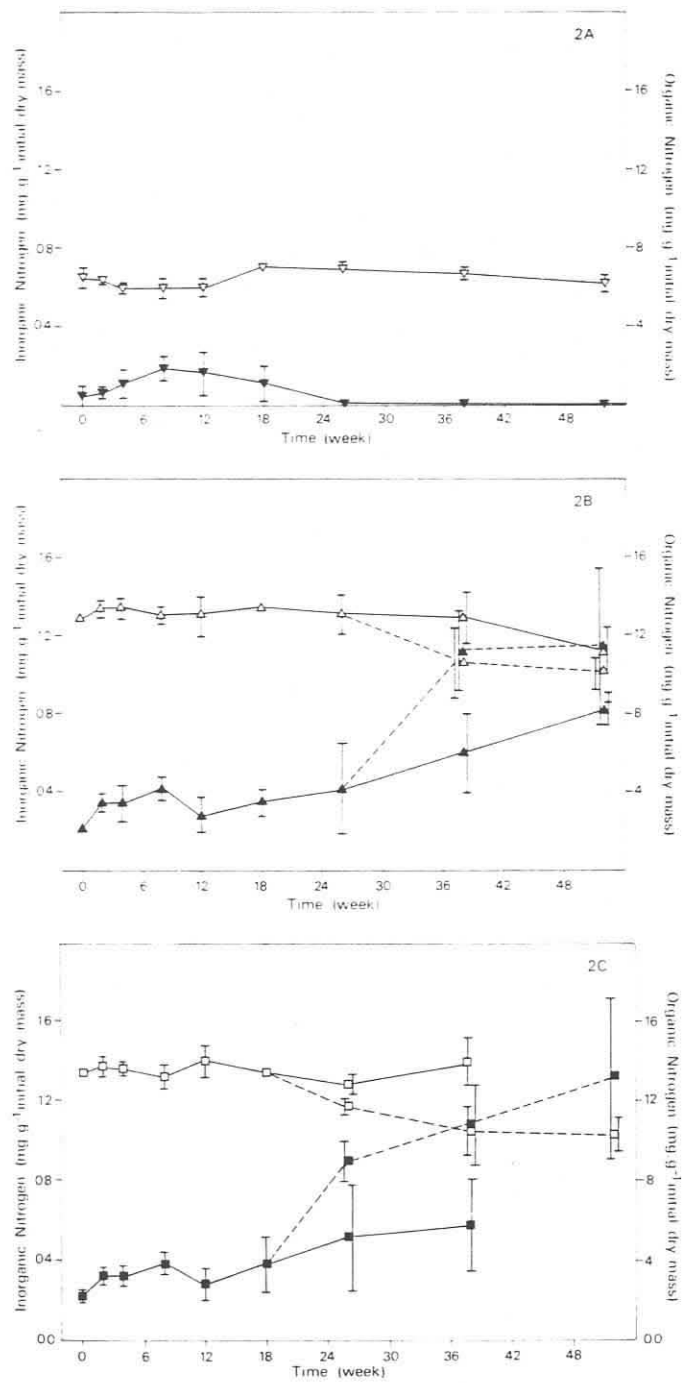 2A
Inorganic Nitrogen (mg g⁻¹ initial dry mass)
16
12
08
04
Organic Nitrogen (mg g⁻¹ initial dry mass)
16
12
8
4
0 6 12 18 24 30 36 42 48
Time (week)
2B
Inorganic Nitrogen (mg g⁻¹ initial dry mass)
16
12
08
04
Organic Nitrogen (mg g⁻¹ initial dry mass)
16
12
8
4
0 6 12 18 24 30 36 42 48
Time (week)
2C
Inorganic Nitrogen (mg g⁻¹ initial dry mass)
16
12
08
04
00
Organic Nitrogen (mg g⁻¹ initial dry mass)
16
12
8
4
00
0 6 12 18 24 30 36 42 48
Time (week)